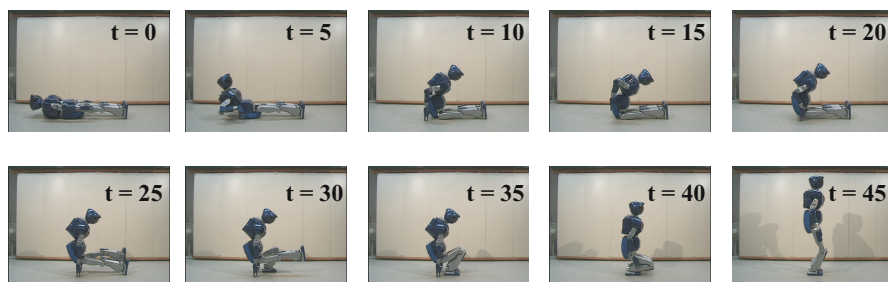 t = 0
t = 5
t = 10
t = 15
t = 20
t = 25
t = 30
t = 35
t = 40
t = 45